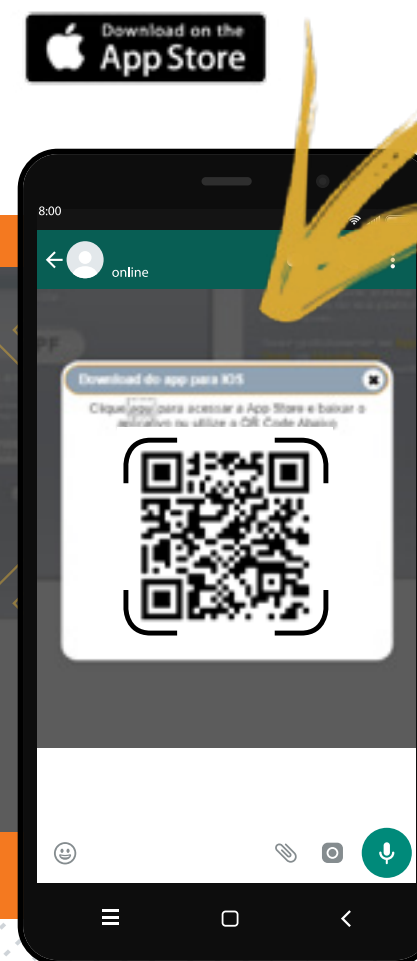 Download on the
App Store
8:00
online
PF
Download do app para IOS
Clique aqui para acessar a App Store e baixar o
aplicativo ou utilize o QR Code Abaixo